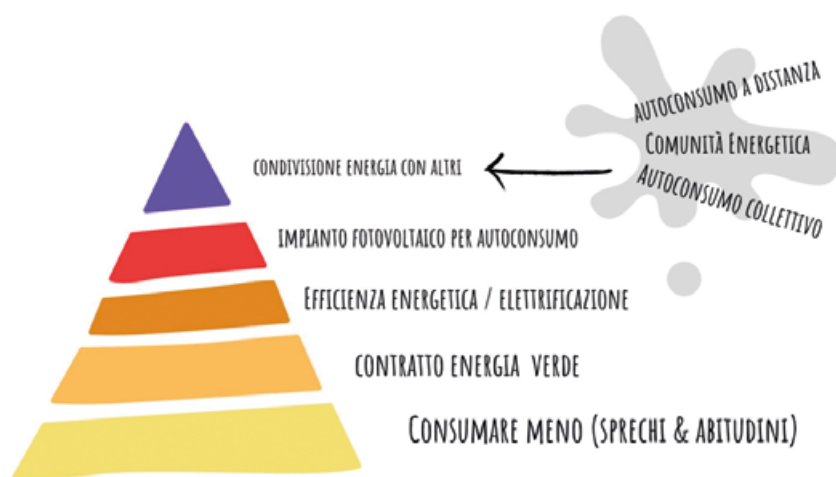 AUTOCONSUMO A DISTANZA
COMUNITÀ ENERGETICA
AUTOCONSUMO COLLETTIVO
CONDIVISIONE ENERGIA CON ALTRI
IMPIANTO FOTOVOLTAICO PER AUTOCONSUMO
EFFICIENZA ENERGETICA / ELETTRIFICAZIONE
CONTRATTO ENERGIA VERDE
CONSUMARE MENO (SPRECHI & ABITUDINI)